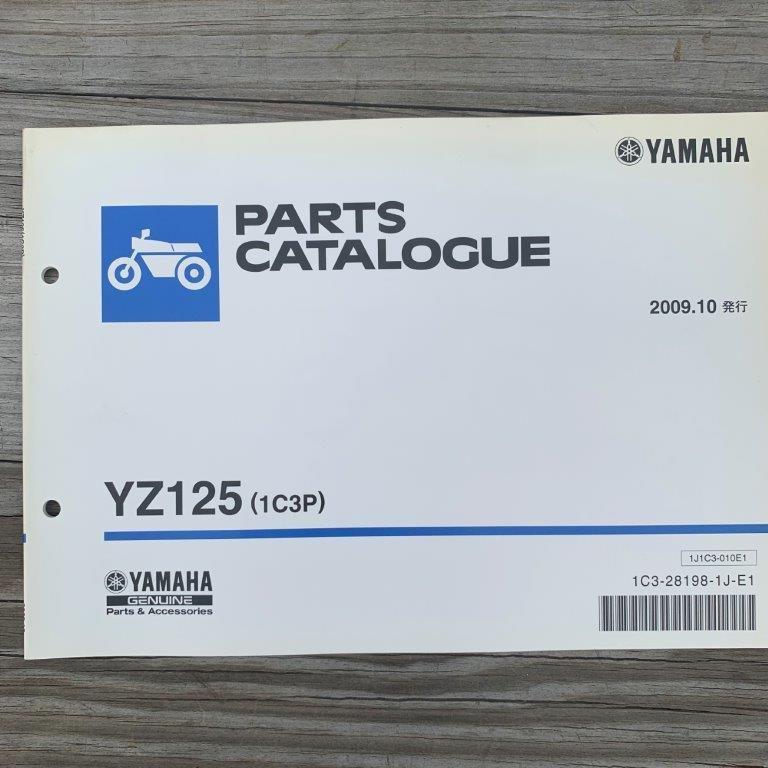 YAMAHA
PARTS
CATALOGUE
2009.10 発行
YZ125 (1C3P)
1J1C3-010E1
1C3-28198-1J-E1
YAMAHA
GENUINE
Parts & Accessories